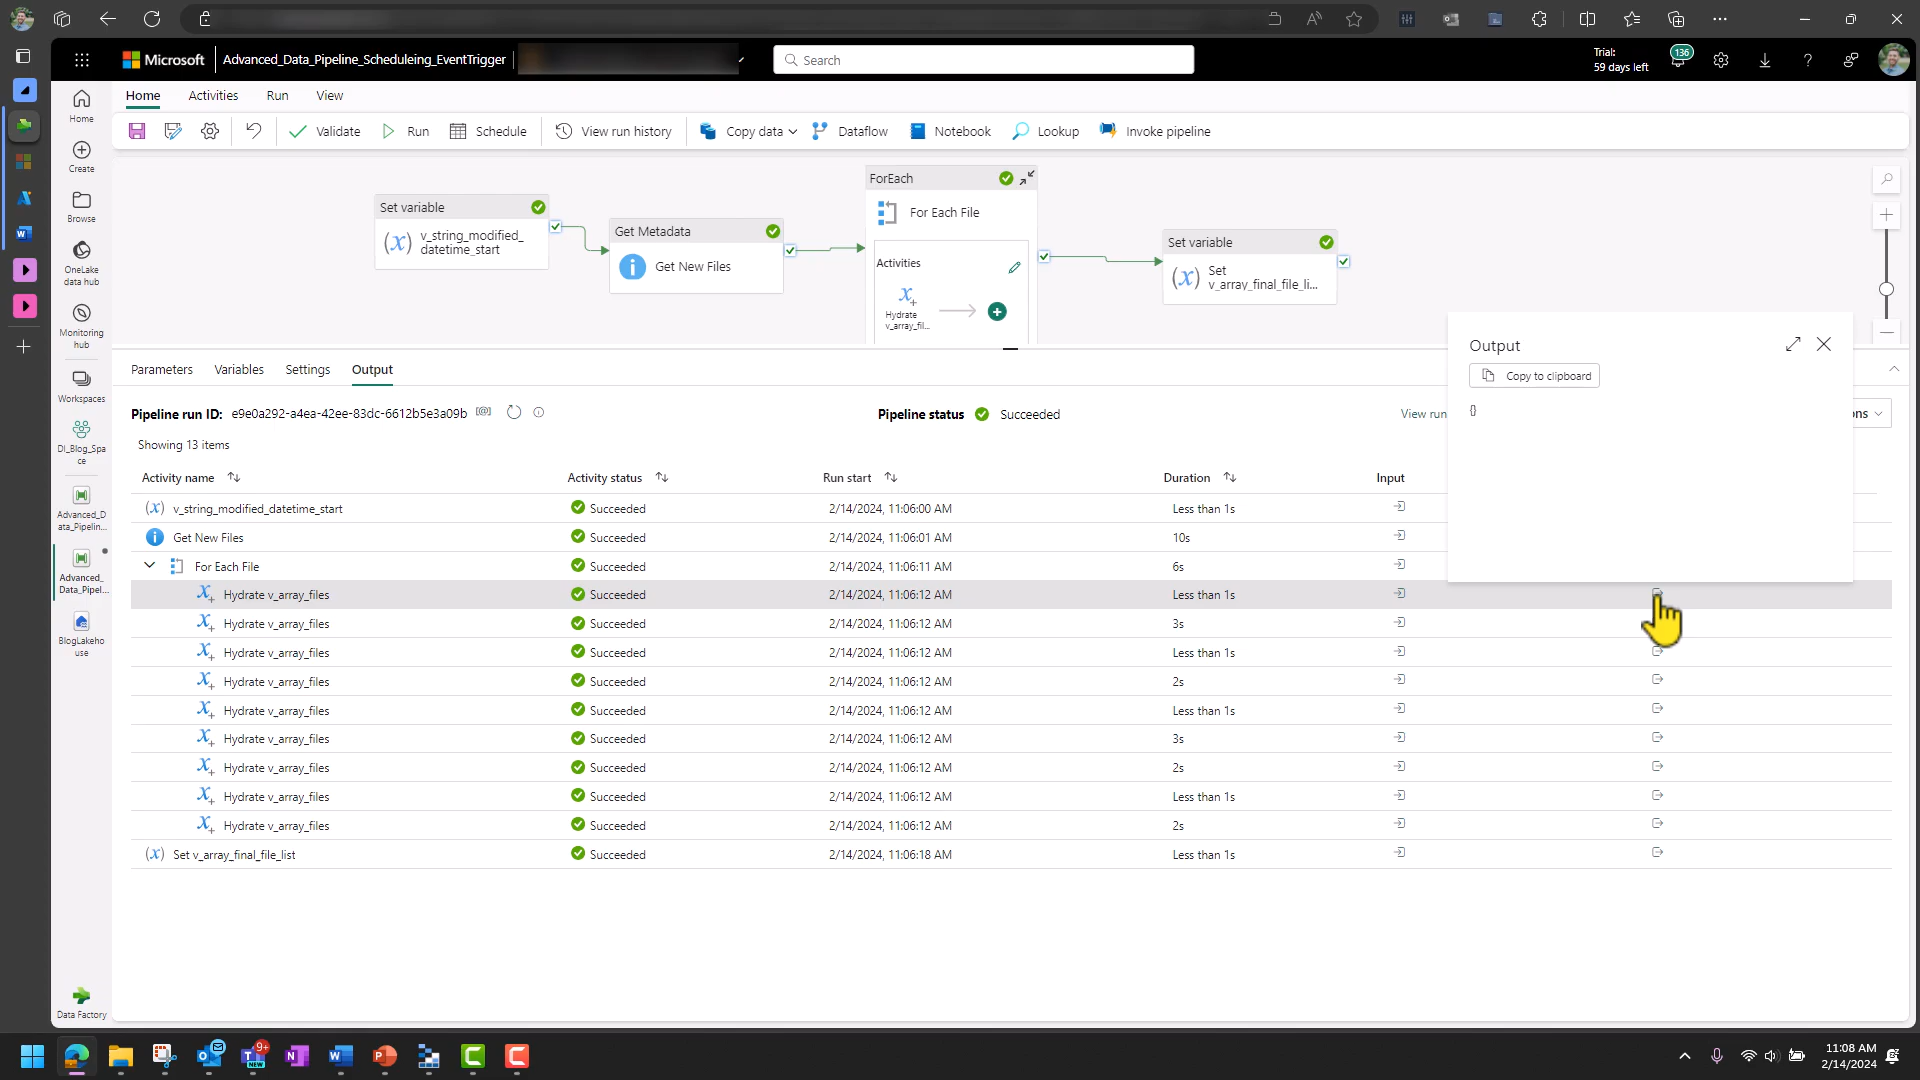 Microsoft
Advanced_Data_Pipeline_Scheduleing_EventTrigger
Search
Trial:
59 days left
136
Home
Activities
Run
View
Validate
Run
Schedule
View run history
Copy data
Dataflow
Notebook
Lookup
Invoke pipeline
Home
Create
Browse
OneLake
data hub
Monitoring
hub
Workspaces
DI_Blog_Spa
ce
Advanced_D
ata_Pipelin...
Advanced_
Data_Pipel...
BlogLakeho
use
Data Factory
Set variable
(x)
v_string_modified_
datetime_start
Get Metadata
Get New Files
ForEach
For Each File
Activities
Hydrate
v_array_fil...
Set variable
(x)
Set
v_array_final_file_li...
Parameters
Variables
Settings
Output
Pipeline run ID: e9e0a292-a4ea-42ee-83dc-6612b5e3a09b
Pipeline status Succeeded
View run
ons
Showing 13 items
Output
Copy to clipboard
{}
Activity name Activity status Run start Duration Input
(x) v_string_modified_datetime_start Succeeded 2/14/2024, 11:06:00 AM Less than 1s
Get New Files Succeeded 2/14/2024, 11:06:01 AM 10s
For Each File Succeeded 2/14/2024, 11:06:11 AM 6s
Hydrate v_array_files Succeeded 2/14/2024, 11:06:12 AM Less than 1s
Hydrate v_array_files Succeeded 2/14/2024, 11:06:12 AM 3s
Hydrate v_array_files Succeeded 2/14/2024, 11:06:12 AM Less than 1s
Hydrate v_array_files Succeeded 2/14/2024, 11:06:12 AM 2s
Hydrate v_array_files Succeeded 2/14/2024, 11:06:12 AM Less than 1s
Hydrate v_array_files Succeeded 2/14/2024, 11:06:12 AM 3s
Hydrate v_array_files Succeeded 2/14/2024, 11:06:12 AM 2s
Hydrate v_array_files Succeeded 2/14/2024, 11:06:12 AM Less than 1s
Hydrate v_array_files Succeeded 2/14/2024, 11:06:12 AM 2s
(x) Set v_array_final_file_list Succeeded 2/14/2024, 11:06:18 AM Less than 1s
9+
NEW
11:08 AM
2/14/2024